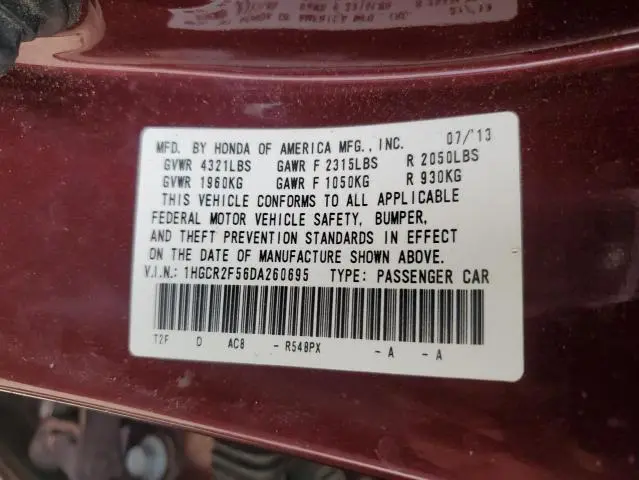 MFD. BY HONDA OF AMERICA MFG., INC. 07/'13
GVWR 4321LBS GAWR F 2315LBS R 2050LBS
GVWR 1960KG GAWR F 1050KG R 930KG
THIS VEHICLE CONFORMS TO ALL APPLICABLE
FEDERAL MOTOR VEHICLE SAFETY, BUMPER,
AND THEFT PREVENTION STANDARDS IN EFFECT
ON THE DATE OF MANUFACTURE SHOWN ABOVE.
V.I.N.: 1HGCR2F56DA260695 TYPE: PASSENGER CAR
T2F D AC8 - R548PX - A - A